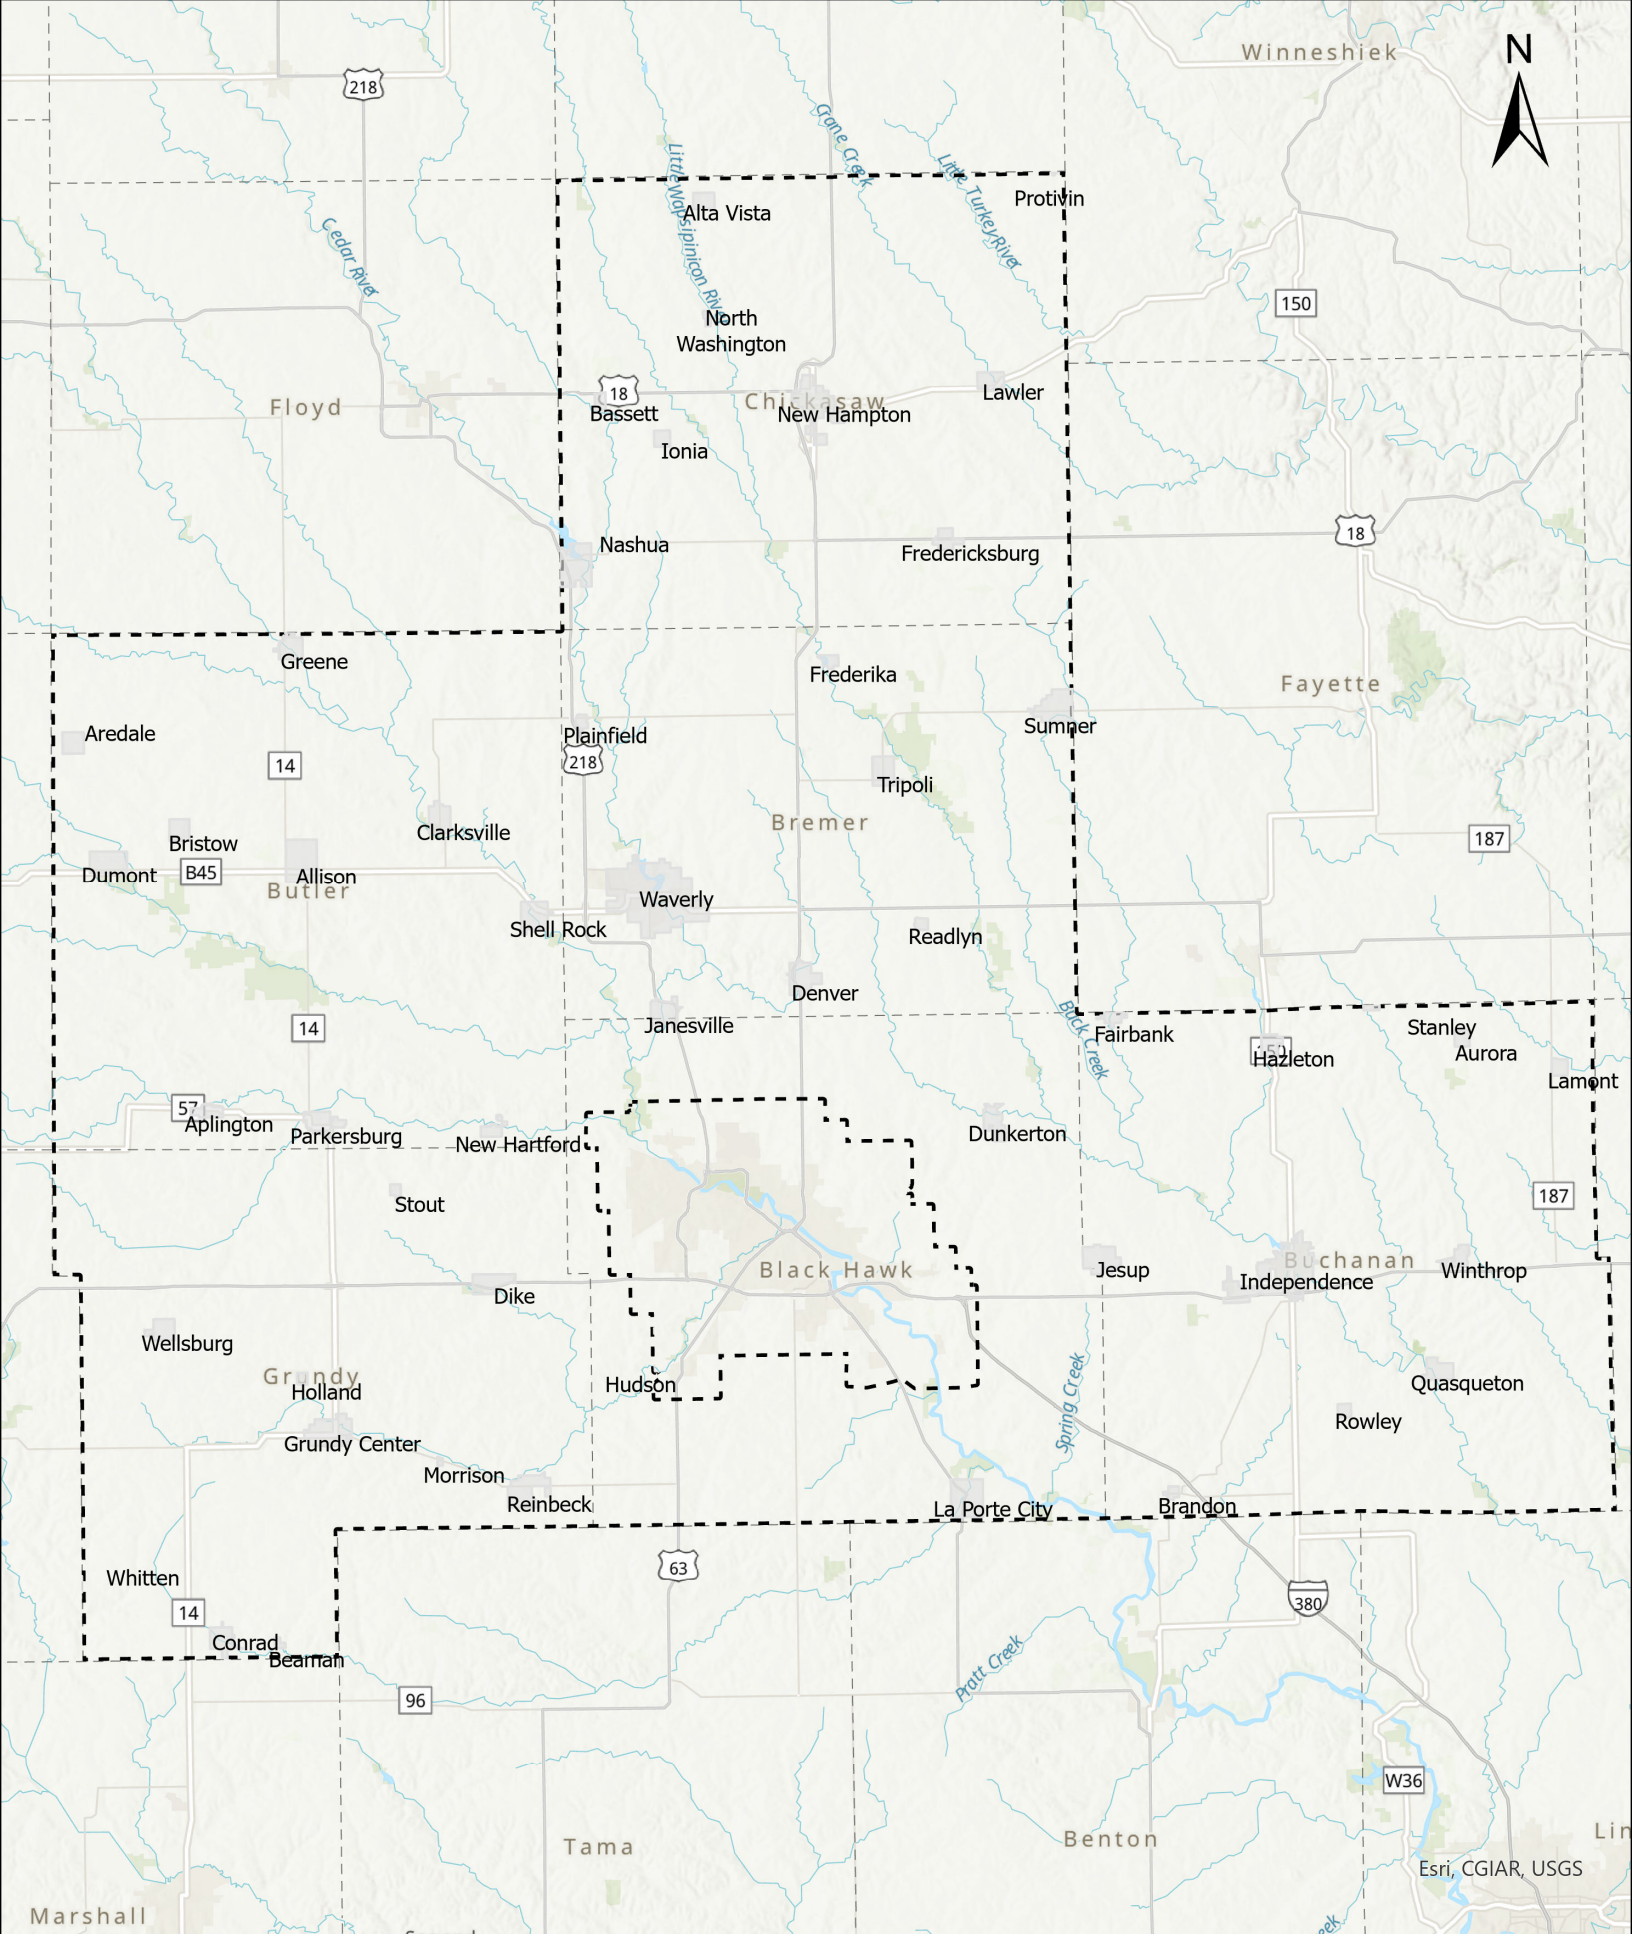 Winneshiek
N
218
Crane Creek
Little Wapsipinicon River
Little Turkey River
Protivin
Alta Vista
Cedar River
150
North
Washington
18
Lawler
Chickasaw
Floyd
Bassett
New Hampton
Ionia
18
Nashua
Fredericksburg
Greene
Frederika
Fayette
Sumner
Aredale
Plainfield
218
14
Tripoli
Bremer
Clarksville
187
Bristow
B45
Dumont
Allison
Butler
Waverly
Shell Rock
Readlyn
Denver
Janesville
14
Buck Creek
Fairbank
Stanley
Hazleton
Aurora
Lamont
57
Aplington
Parkersburg
New Hartford
Dunkerton
Stout
187
Black Hawk
Jesup
Buchanan
Independence
Winthrop
Dike
Wellsburg
Grundy
Holland
Hudson
Spring Creek
Quasqueton
Rowley
Grundy Center
Morrison
Reinbeck
La Porte City
Brandon
63
Whitten
14
380
Conrad
Beaman
Pratt Creek
96
W36
Tama
Benton
Lin
Esri, CGIAR, USGS
Marshall